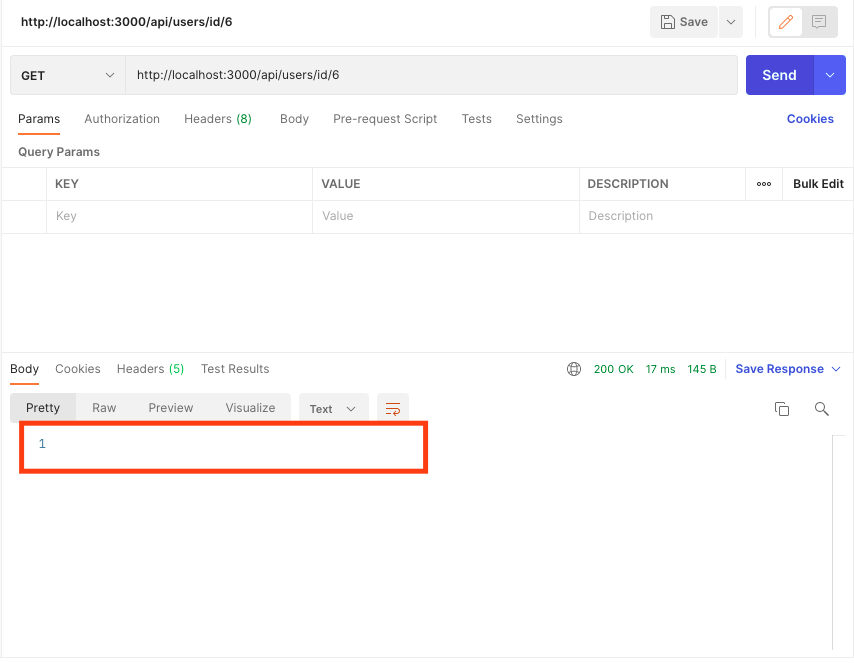 http://localhost:3000/api/users/id/6 Save
GET http://localhost:3000/api/users/id/6 Send
Params Authorization Headers (8) Body Pre-request Script Tests Settings Cookies
Query Params
KEY VALUE DESCRIPTION ooo Bulk Edit
Key Value Description
Body Cookies Headers (5) Test Results 200 OK 17 ms 145 B Save Response
Pretty Raw Preview Visualize Text
1